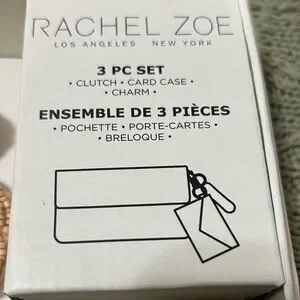 RACHEL ZOE
LOS ANGELES NEW YORK
3 PC SET
• CLUTCH • CARD CASE •
• CHARM •
ENSEMBLE DE 3 PIÈCES
• POCHETTE • PORTE-CARTES •
• BRELOQUE •